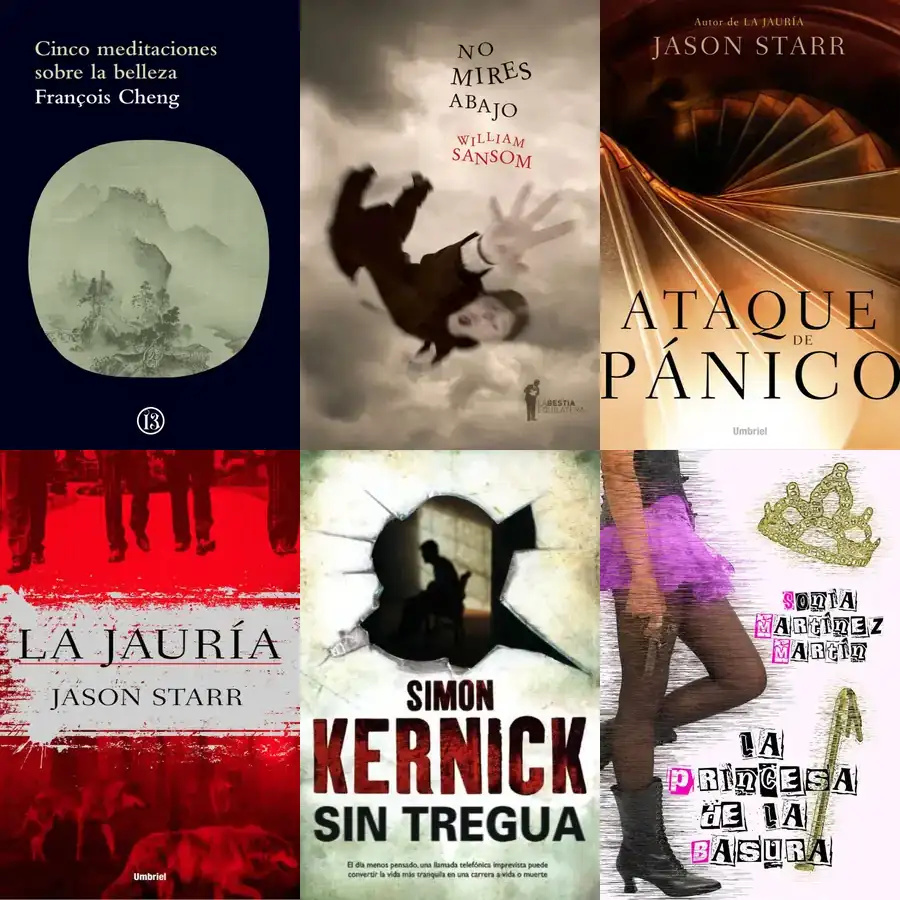 Cinco meditaciones
sobre la belleza
François Cheng
13
NO
MIRES
ABAJO
WILLIAM
SANSOM
LABESTIA
EQUILÁTERA
Autor de LA JAURÍA
JASON STARR
ATAQUE
DE
PÁNICO
Umbriel
LA JAURÍA
JASON STARR
Umbriel
SIMON
KERNICK
SIN TREGUA
El día menos pensado, una llamada telefónica imprevista puede
convertir la vida más tranquila en una carrera a vida o muerte
SONIA
MARTÍNEZ
MARTÍN
LA
PRINCESA
DE LA
BASURA